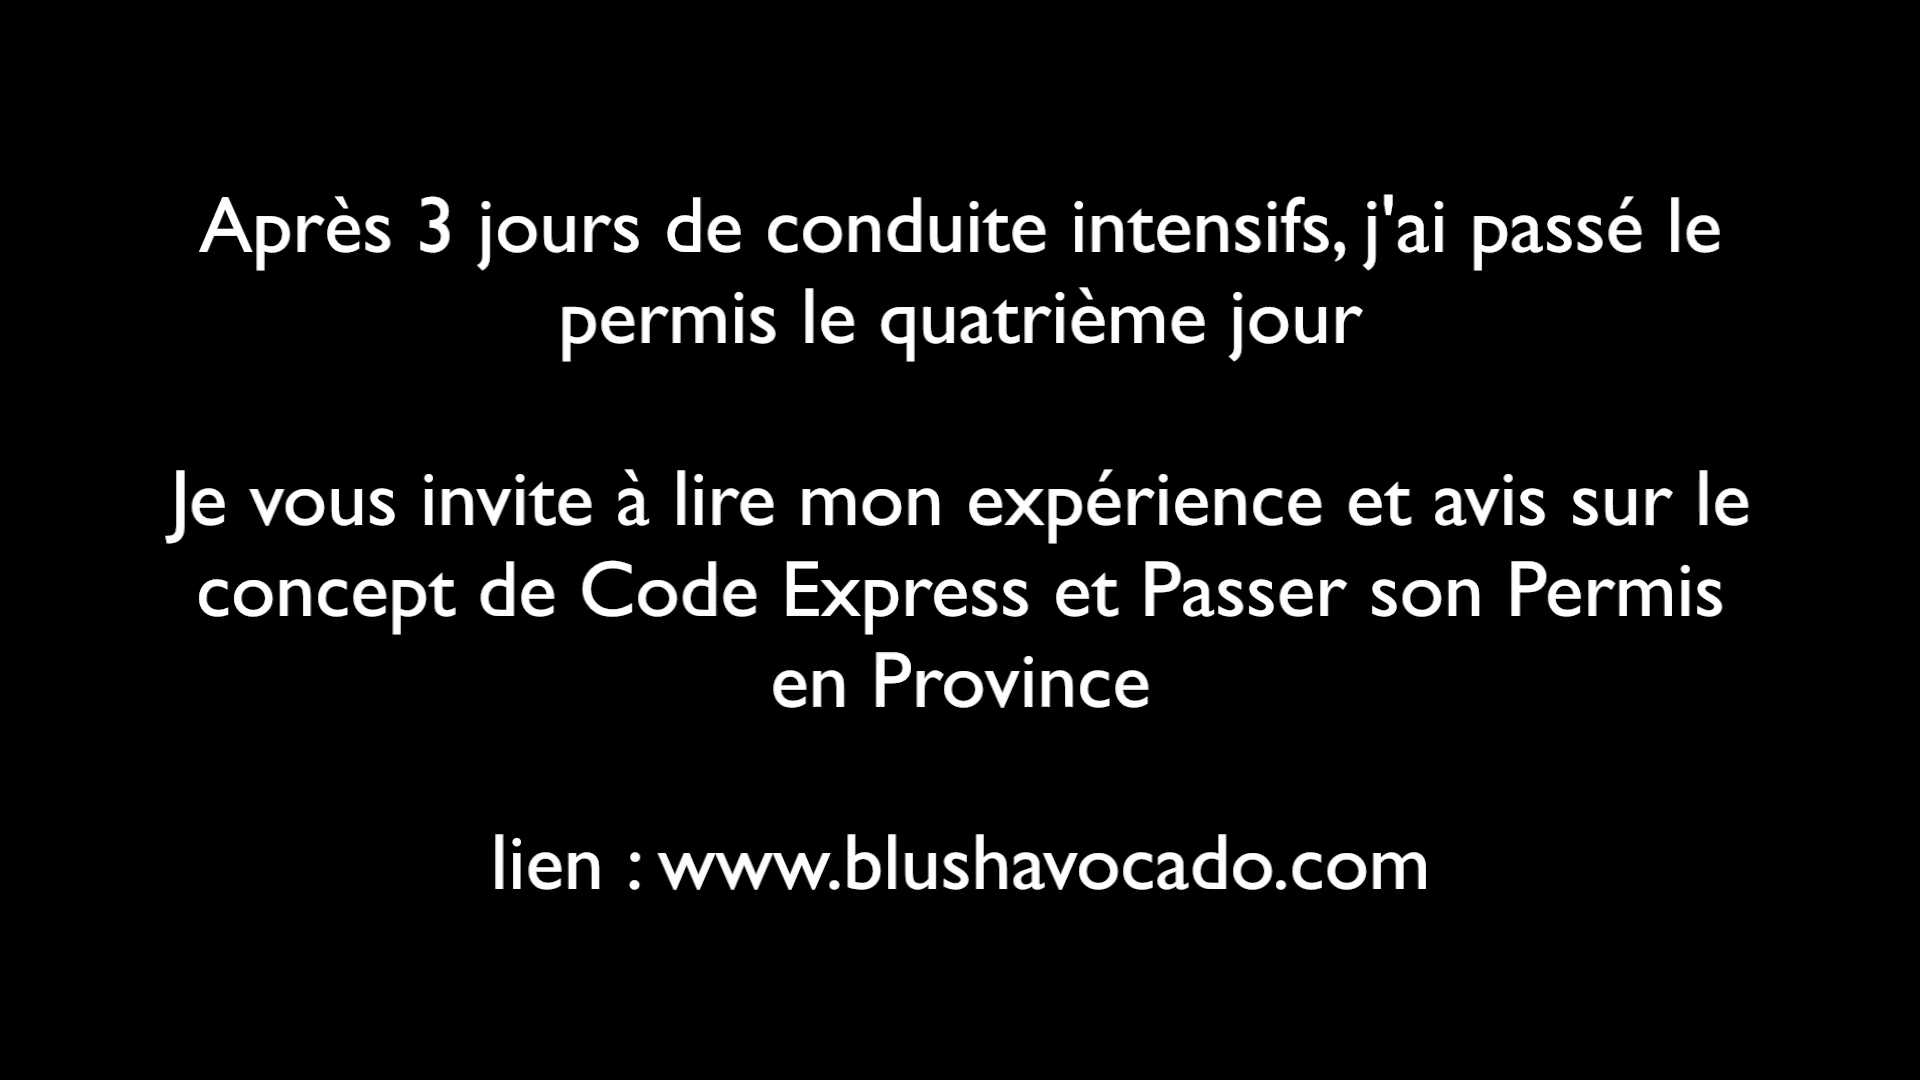 Après 3 jours de conduite intensifs, j'ai passé le
permis le quatrième jour
Je vous invite à lire mon expérience et avis sur le
concept de Code Express et Passer son Permis
en Province
lien : www.blushavocado.com